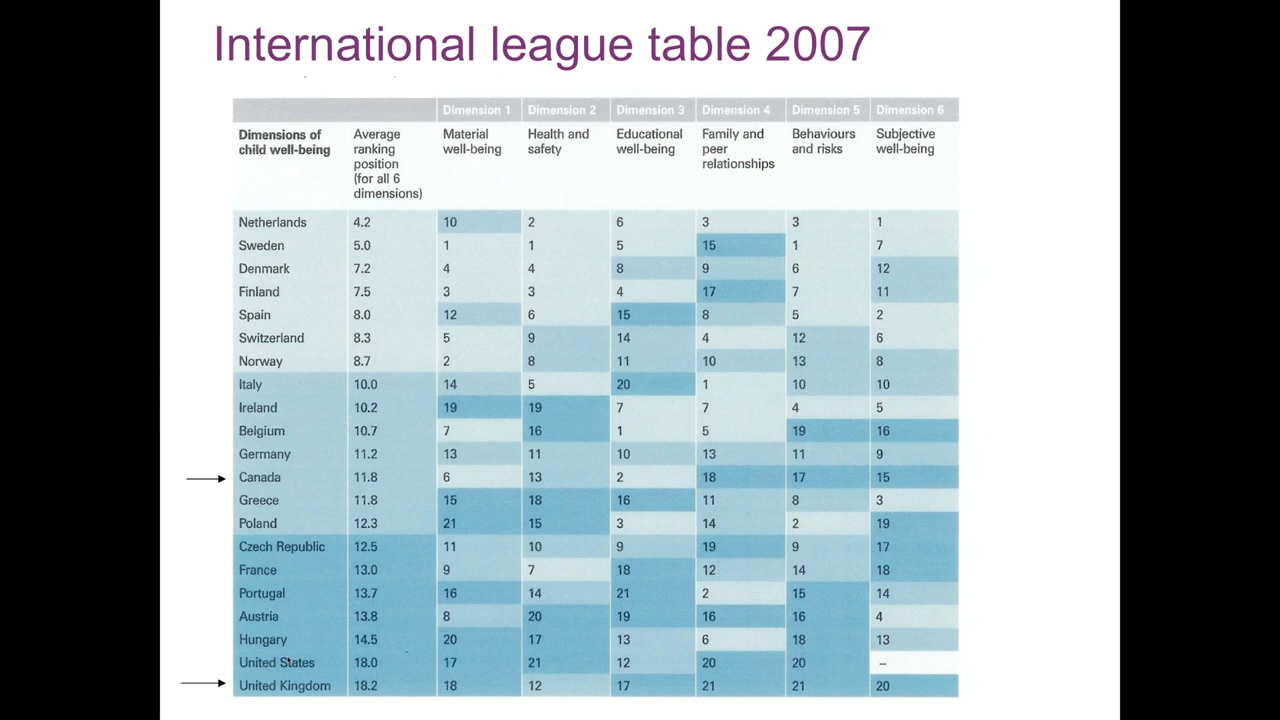 International league table 2007
Dimension 1 Dimension 2 Dimension 3 Dimension 4 Dimension 5 Dimension 6
Dimensions of child well-being Average ranking position (for all 6 dimensions) Material well-being Health and safety Educational well-being Family and peer relationships Behaviours and risks Subjective well-being
Netherlands 4.2 10 2 6 3 3 1
Sweden 5.0 1 1 5 15 1 7
Denmark 7.2 4 4 8 9 6 12
Finland 7.5 3 3 4 17 7 11
Spain 8.0 12 6 15 8 5 2
Switzerland 8.3 5 9 14 4 12 6
Norway 8.7 2 8 11 10 13 8
Italy 10.0 14 5 20 1 10 10
Ireland 10.2 19 19 7 7 4 5
Belgium 10.7 7 16 1 5 19 16
Germany 11.2 13 11 10 13 11 9
Canada 11.8 6 13 2 18 17 15
Greece 11.8 15 18 16 11 8 3
Poland 12.3 21 15 3 14 2 19
Czech Republic 12.5 11 10 9 19 9 17
France 13.0 9 7 18 12 14 18
Portugal 13.7 16 14 21 2 15 14
Austria 13.8 8 20 19 16 16 4
Hungary 14.5 20 17 13 6 18 13
United States 18.0 17 21 12 20 20 –
United Kingdom 18.2 18 12 17 21 21 20